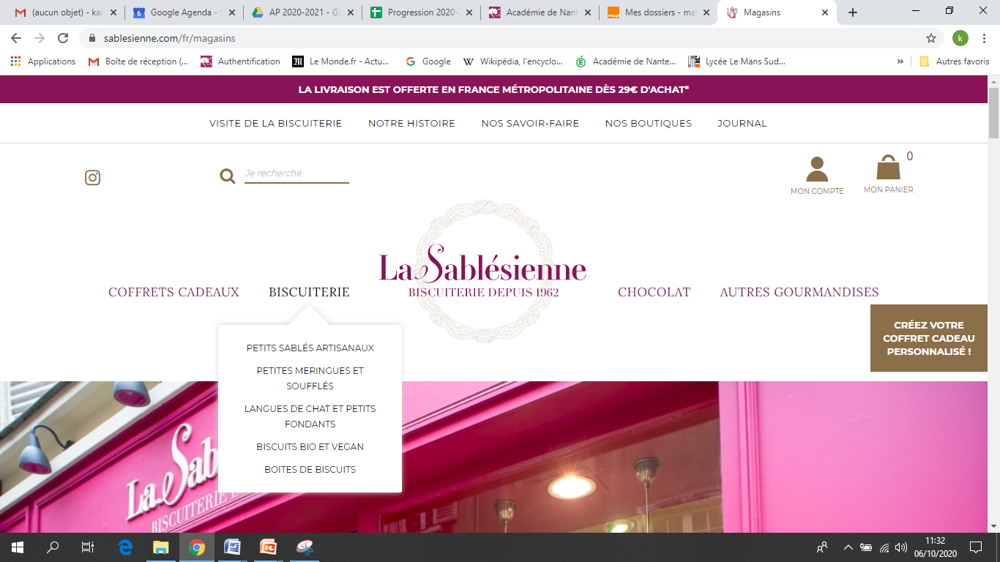 (aucun objet) - ka
Google Agenda - S
AP 2020-2021 - Go
Progression 2020-
Académie de Nant
Mes dossiers - ma
Magasins
sablesienne.com/fr/magasins
k
Applications
Boîte de réception (...
Authentification
Le Monde.fr - Actu...
Google
Wikipédia, l'encyclo...
Académie de Nante...
Lycée Le Mans Sud...
»
Autres favoris
LA LIVRAISON EST OFFERTE EN FRANCE MÉTROPOLITAINE DÈS 29€ D'ACHAT*
VISITE DE LA BISCUITERIE
NOTRE HISTOIRE
NOS SAVOIR-FAIRE
NOS BOUTIQUES
JOURNAL
Je recherche
MON COMPTE
0
MON PANIER
La Sablésienne
BISCUITERIE DEPUIS 1962
COFFRETS CADEAUX
BISCUITERIE
CHOCOLAT
AUTRES GOURMANDISES
CRÉEZ VOTRE
COFFRET CADEAU
PERSONNALISÉ !
PETITS SABLÉS ARTISANAUX
PETITES MERINGUES ET
SOUFFLÉS
LANGUES DE CHAT ET PETITS
FONDANTS
BISCUITS BIO ET VEGAN
BOITES DE BISCUITS
La Sab
BISCUITERIE D
11:32
06/10/2020